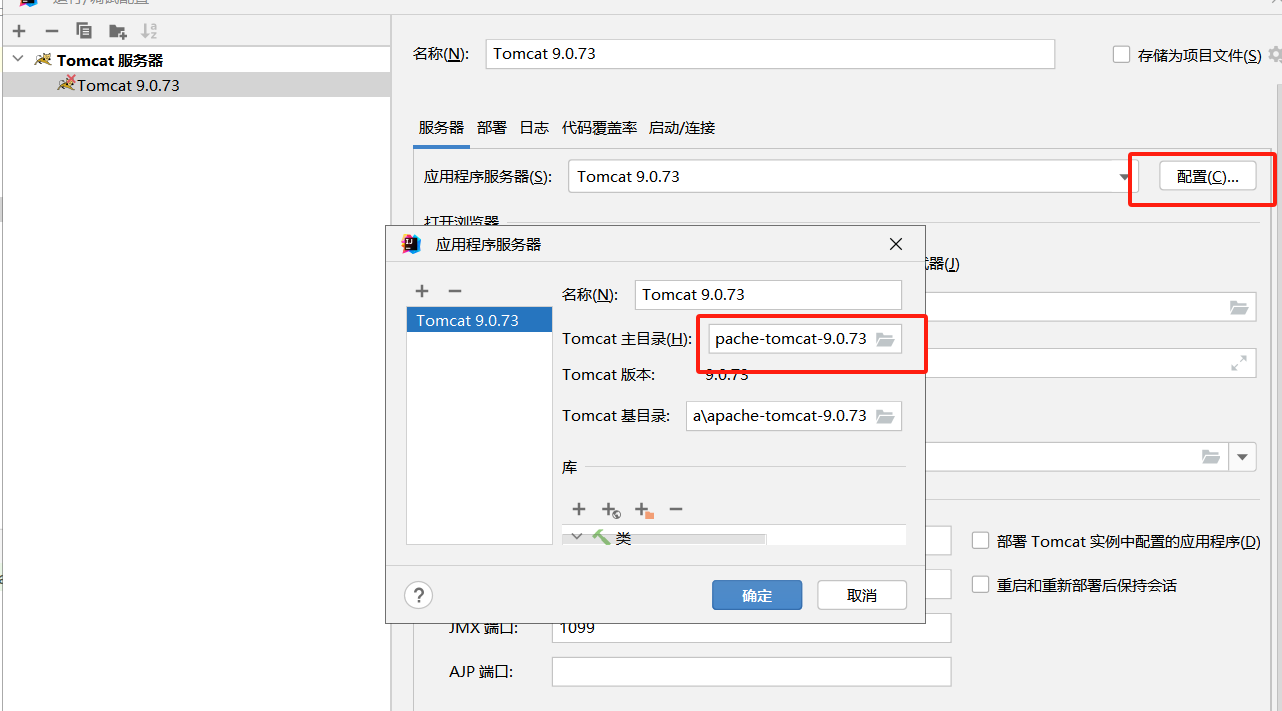 运行/调试配置
Tomcat 服务器
Tomcat 9.0.73
名称(N):
Tomcat 9.0.73
存储为项目文件(S)
服务器 部署 日志 代码覆盖率 启动/连接
应用程序服务器(S):
Tomcat 9.0.73
配置(C)...
打开浏览器
器(J)
应用程序服务器
Tomcat 9.0.73
名称(N):
Tomcat 9.0.73
Tomcat 主目录(H):
pache-tomcat-9.0.73
Tomcat 版本:
9.0.73
Tomcat 基目录:
a\apache-tomcat-9.0.73
库
类
?
确定
取消
部署 Tomcat 实例中配置的应用程序(D)
重启和重新部署后保持会话
JMX 端口:
1099
AJP 端口: